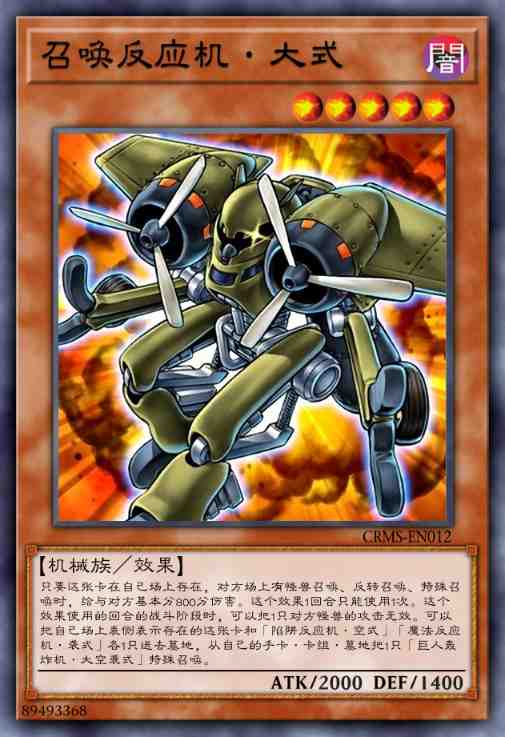 召唤反应机·大式
闇
CRMS-EN012
【机械族／效果】
只要这张卡在自己场上存在，对方场上有怪兽召唤、反转召唤、特殊召
唤时，给与对方基本分800分伤害。这个效果1回合只能使用1次。这个
效果使用的回合的战斗阶段时，可以把1只对方怪兽的攻击无效。可以
把自己场上表侧表示存在的这张卡和「陷阱反应机·空式」「魔法反应
机·袭式」各1只送去墓地，从自己的手卡·卡组·墓地把1只「巨人轰
炸机·大空袭式」特殊召唤。
ATK/2000 DEF/1400
89493368